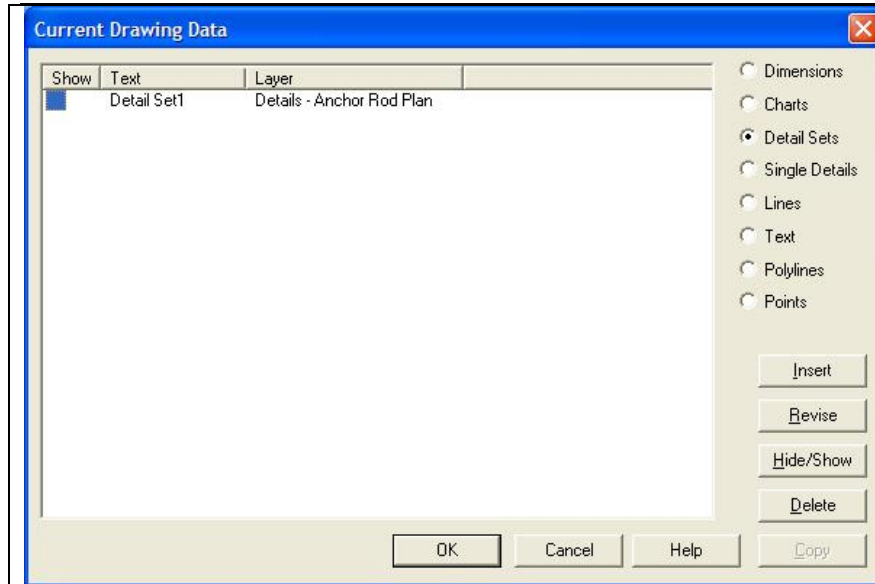 Current Drawing Data
Show Text Layer
Detail Set1 Details - Anchor Rod Plan
Dimensions
Charts
Detail Sets
Single Details
Lines
Text
Polylines
Points
Insert
Revise
Hide/Show
Delete
OK Cancel Help Copy